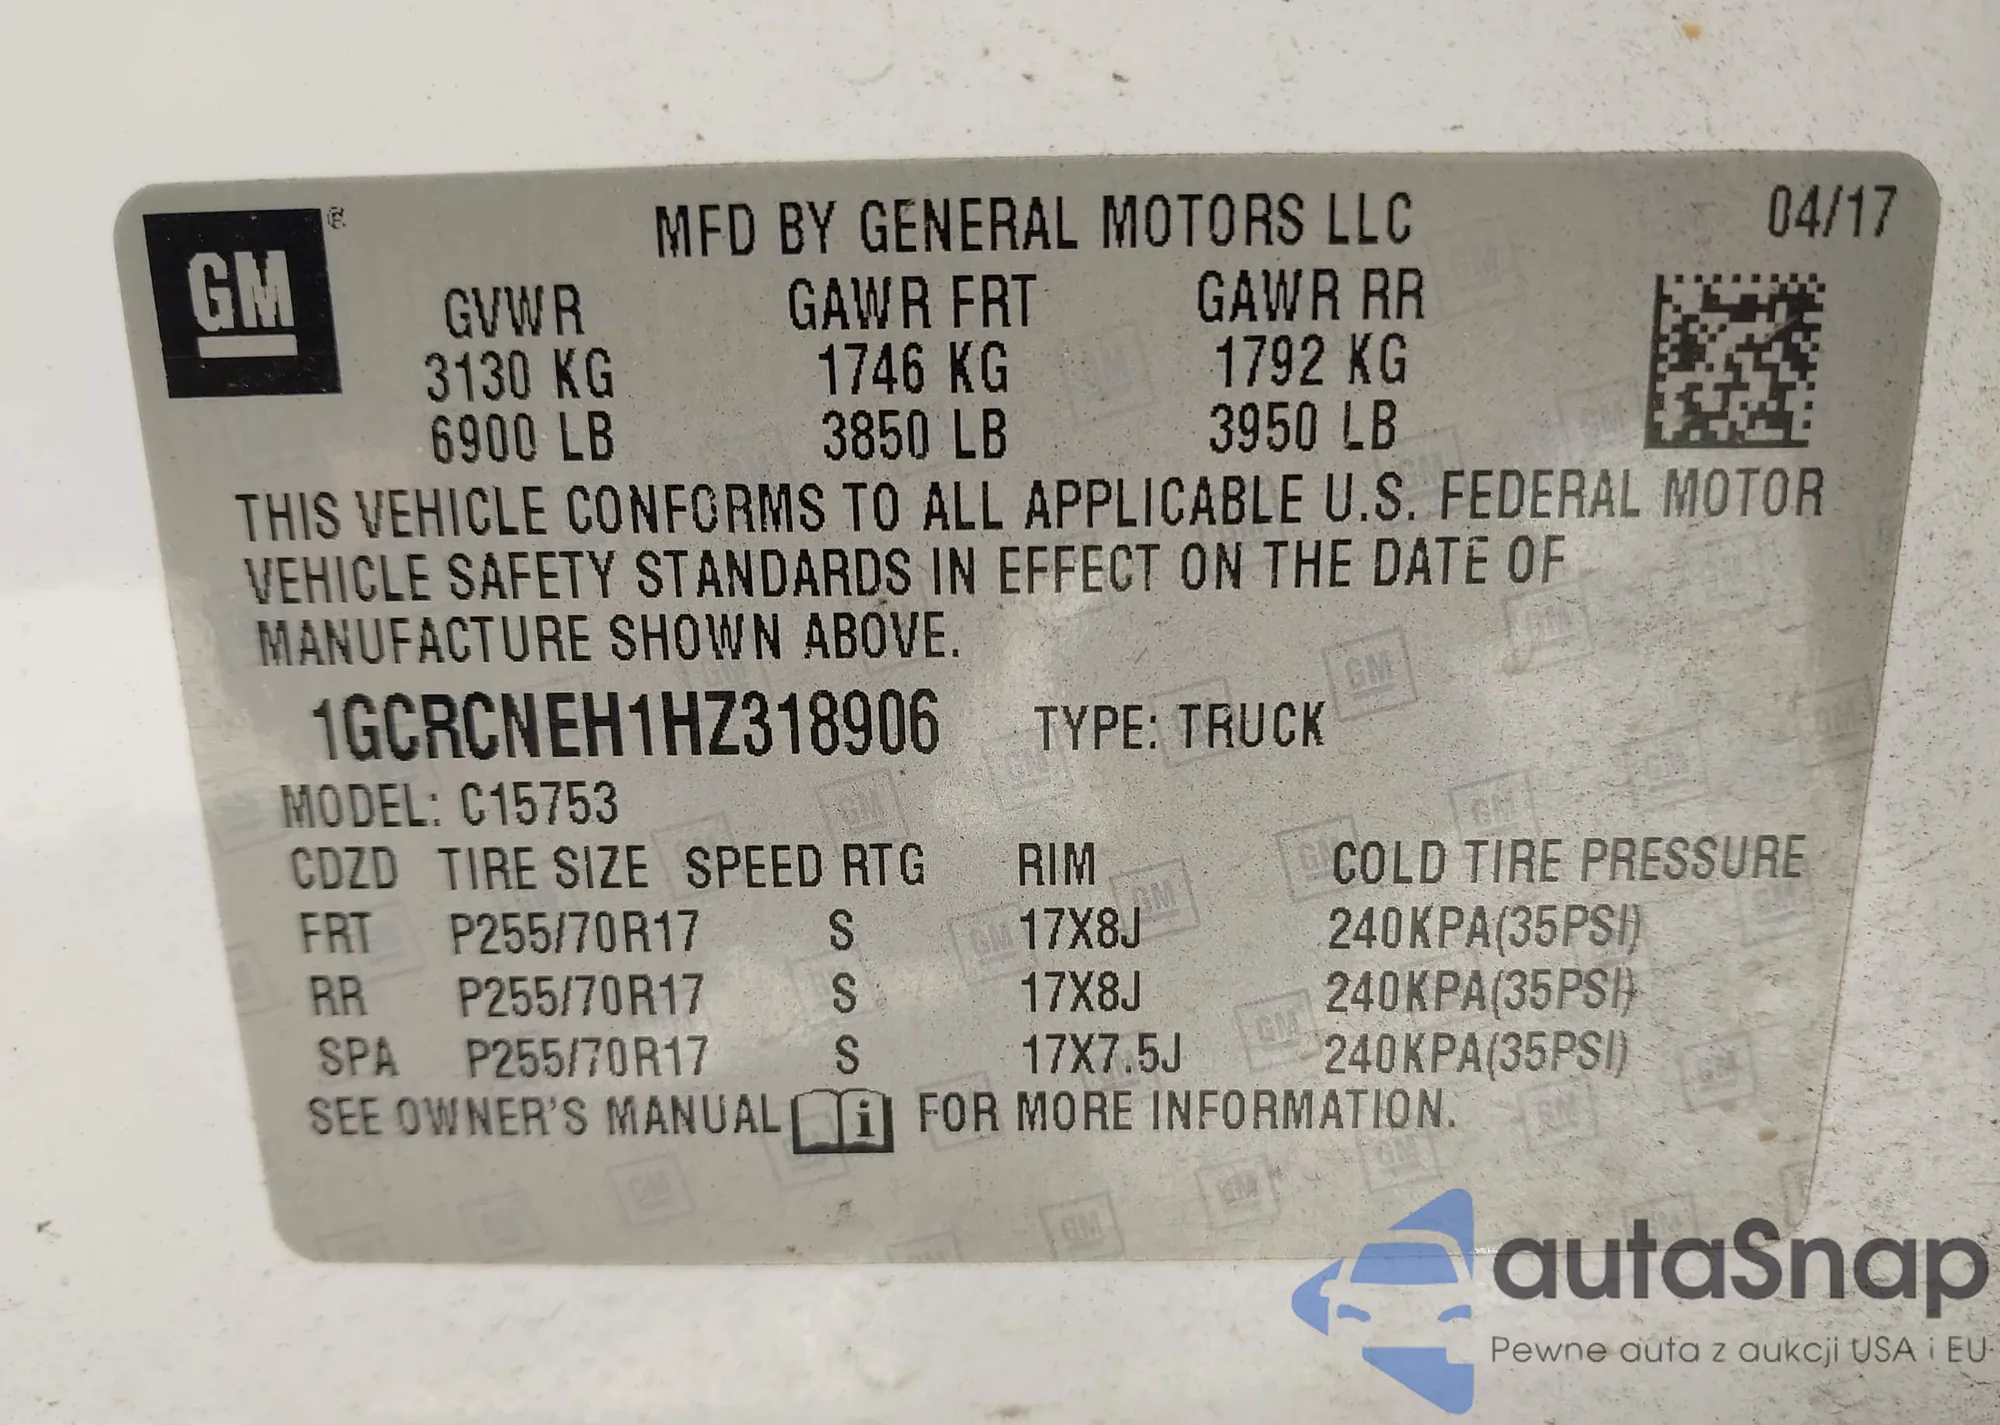 GM ®
MFD BY GENERAL MOTORS LLC 04/17
GVWR GAWR FRT GAWR RR
3130 KG 1746 KG 1792 KG
6900 LB 3850 LB 3950 LB
THIS VEHICLE CONFORMS TO ALL APPLICABLE U.S. FEDERAL MOTOR
VEHICLE SAFETY STANDARDS IN EFFECT ON THE DATE OF
MANUFACTURE SHOWN ABOVE.
1GCRCNEH1HZ318906 TYPE: TRUCK
MODEL: C15753
CDZD TIRE SIZE SPEED RTG RIM COLD TIRE PRESSURE
FRT P255/70R17 S 17X8J 240KPA(35PSI)
RR P255/70R17 S 17X8J 240KPA(35PSI)
SPA P255/70R17 S 17X7.5J 240KPA(35PSI)
SEE OWNER'S MANUAL i FOR MORE INFORMATION.
autaSnap
Pewne auta z aukcji USA i EU